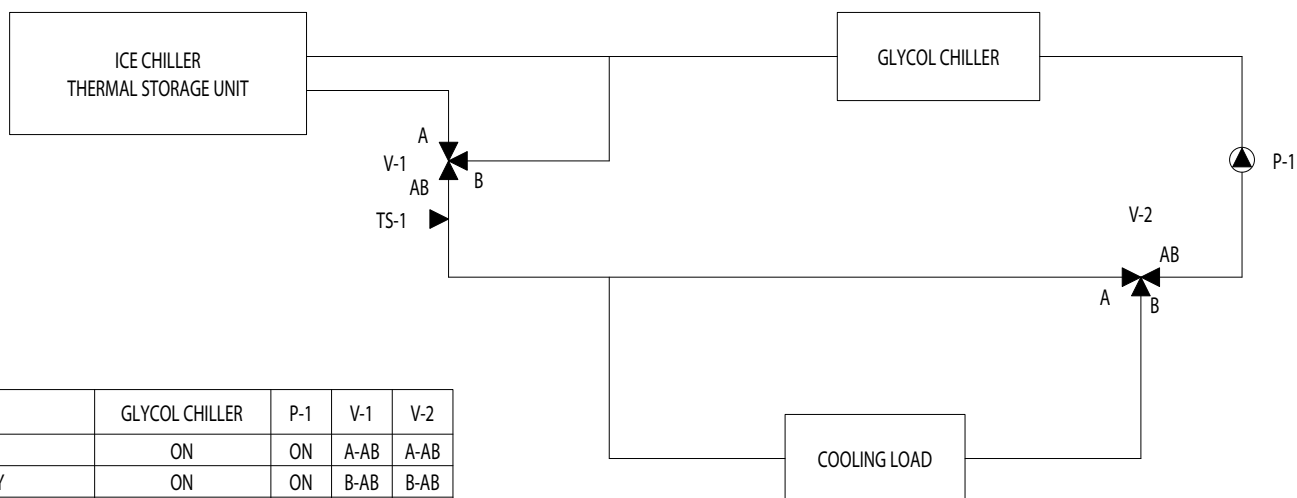 ICE CHILLER
THERMAL STORAGE UNIT
GLYCOL CHILLER
A
V-1
B
AB
TS-1
P-1
V-2
AB
A
B
COOLING LOAD
GLYCOL CHILLER P-1 V-1 V-2
ON ON A-AB A-AB
Y ON ON B-AB B-AB